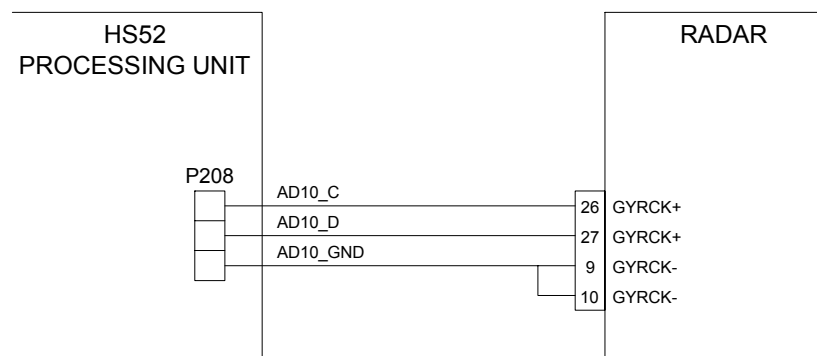 HS52
PROCESSING UNIT
RADAR
P208
AD10_C
26 GYRCK+
AD10_D
27 GYRCK+
AD10_GND
9 GYRCK-
10 GYRCK-